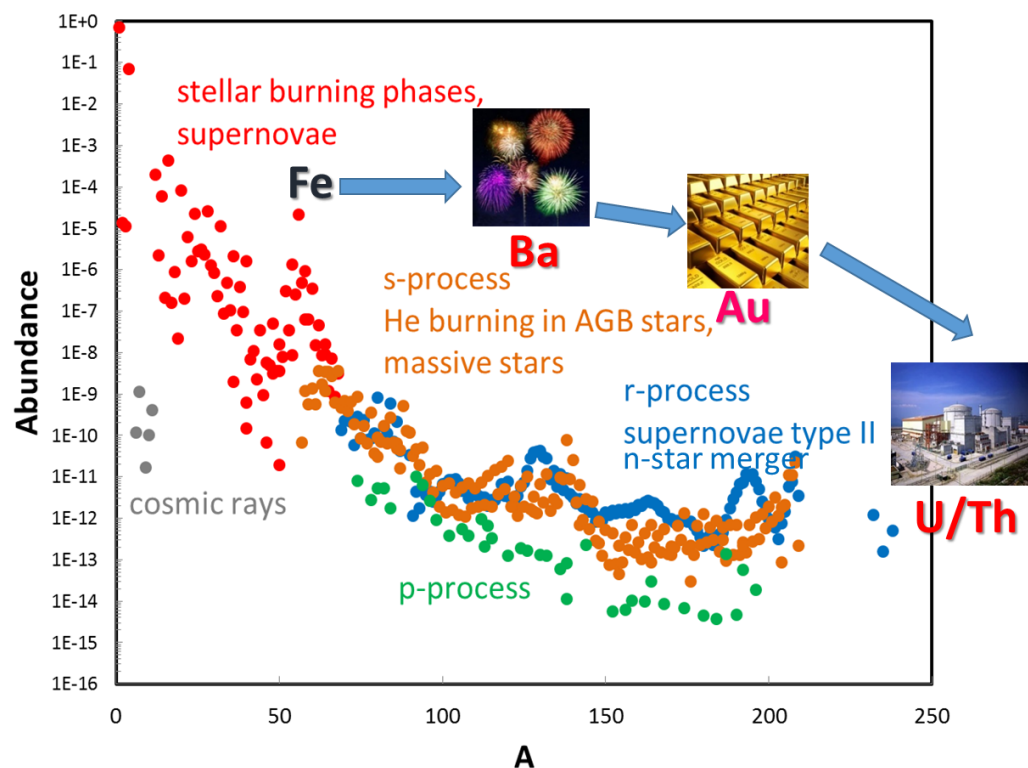 1E+0
1E-1
1E-2
1E-3
1E-4
1E-5
1E-6
1E-7
1E-8
1E-9
1E-10
1E-11
1E-12
1E-13
1E-14
1E-15
1E-16
Abundance
stellar burning phases,
supernovae
Fe
Ba
Au
s-process
He burning in AGB stars,
massive stars
r-process
supernovae type II
n-star merger
U/Th
cosmic rays
p-process
0
50
100
150
200
250
A